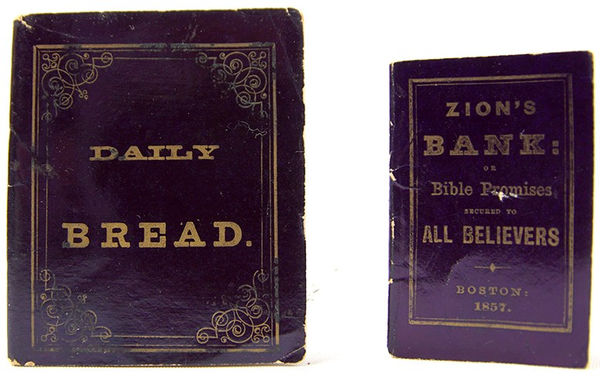 DAILY
BREAD.
ZION'S
BANK:
OR
Bible Promises
SECURED TO
ALL BELIEVERS
BOSTON:
1857.